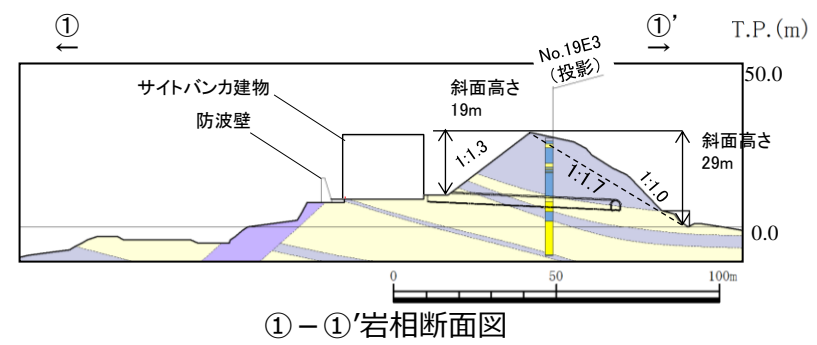 ①
←
①’
→
T.P.(m)
No.19E3
（投影）
50.0
サイトバンカ建物
斜面高さ
19m
防波壁
斜面高さ
29m
1:1.3
1:1.7
1:1.0
0.0
0
50
100m
①－①’岩相断面図